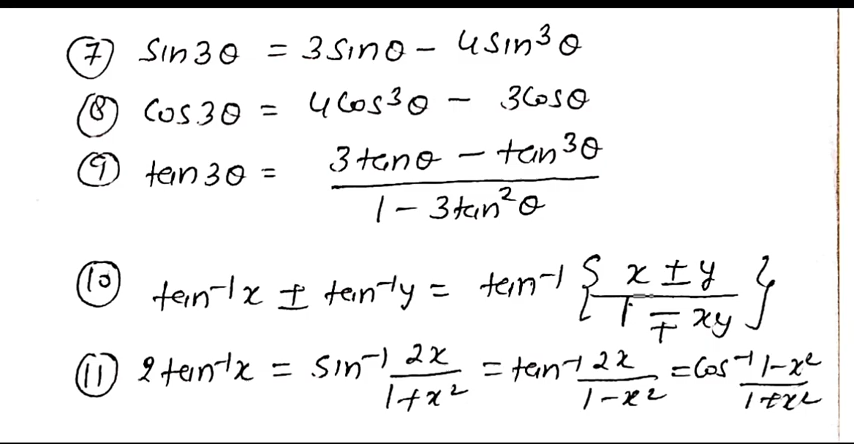 (7) sin3θ = 3sinθ - 4sin³θ
(8) cos3θ = 4cos³θ - 3cosθ
(9) tan3θ = (3tanθ - tan³θ)/(1 - 3tan²θ)
(10) tan⁻¹x ± tan⁻¹y = tan⁻¹ { (x ± y)/(1 ∓ xy) }
(11) 2tan⁻¹x = sin⁻¹ 2x/(1+x²) = tan⁻¹ 2x/(1-x²) = cos⁻¹ (1-x²)/(1+x²)